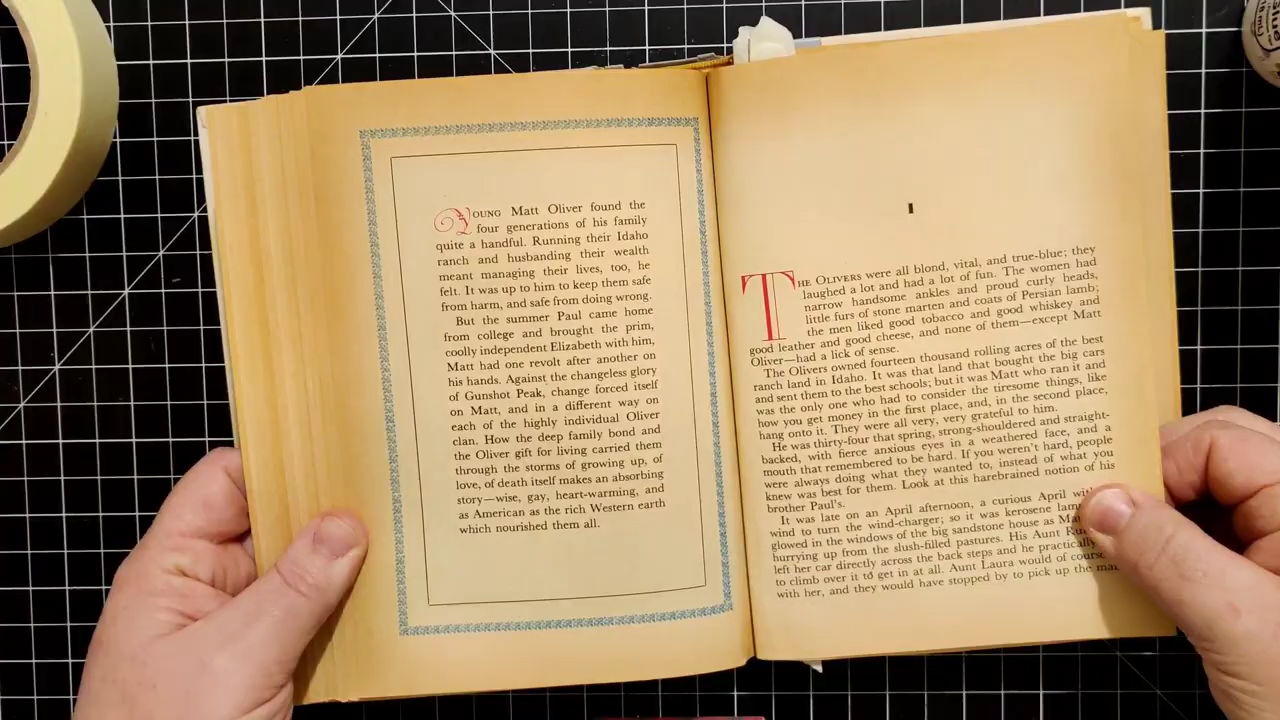 YOUNG Matt Oliver found the
four generations of his family
quite a handful. Running their Idaho
ranch and husbanding their wealth
meant managing their lives, too, he
felt. It was up to him to keep them safe
from harm, and safe from doing wrong.
But the summer Paul came home
from college and brought the prim,
coolly independent Elizabeth with him,
Matt had one revolt after another on
his hands. Against the changeless glory
of Gunshot Peak, change forced itself
on Matt, and in a different way on
each of the highly individual Oliver
clan. How the deep family bond and
the Oliver gift for living carried them
through the storms of growing up, of
love, of death itself makes an absorbing
story—wise, gay, heart-warming, and
as American as the rich Western earth
which nourished them all.
I
THE OLIVERS were all blond, vital, and true-blue; they
laughed a lot and had a lot of fun. The women had
narrow handsome ankles and proud curly heads,
little furs of stone marten and coats of Persian lamb;
the men liked good tobacco and good whiskey and
good leather and good cheese, and none of them—except Matt
Oliver—had a lick of sense.
The Olivers owned fourteen thousand rolling acres of the best
ranch land in Idaho. It was that land that bought the big cars
and sent them to the best schools; but it was Matt who ran it and
was the only one who had to consider the tiresome things, like
how you get money in the first place, and, in the second place,
hang onto it. They were all very, very grateful to him.
He was thirty-four that spring, strong-shouldered and straight-
backed, with fierce anxious eyes in a weathered face, and a
mouth that remembered to be hard. If you weren't hard, people
were always doing what they wanted to, instead of what you
knew was best for them. Look at this harebrained notion of his
brother Paul's.
It was late on an April afternoon, a curious April
wind to turn the wind-charger; so it was kerosene
glowed in the windows of the big sandstone house as
hurrying up from the slush-filled pastures. His Aunt
left her car directly across the back steps and he practically
to climb over it to get in at all. Aunt Laura would of
with her, and they would have stopped by to pick up the